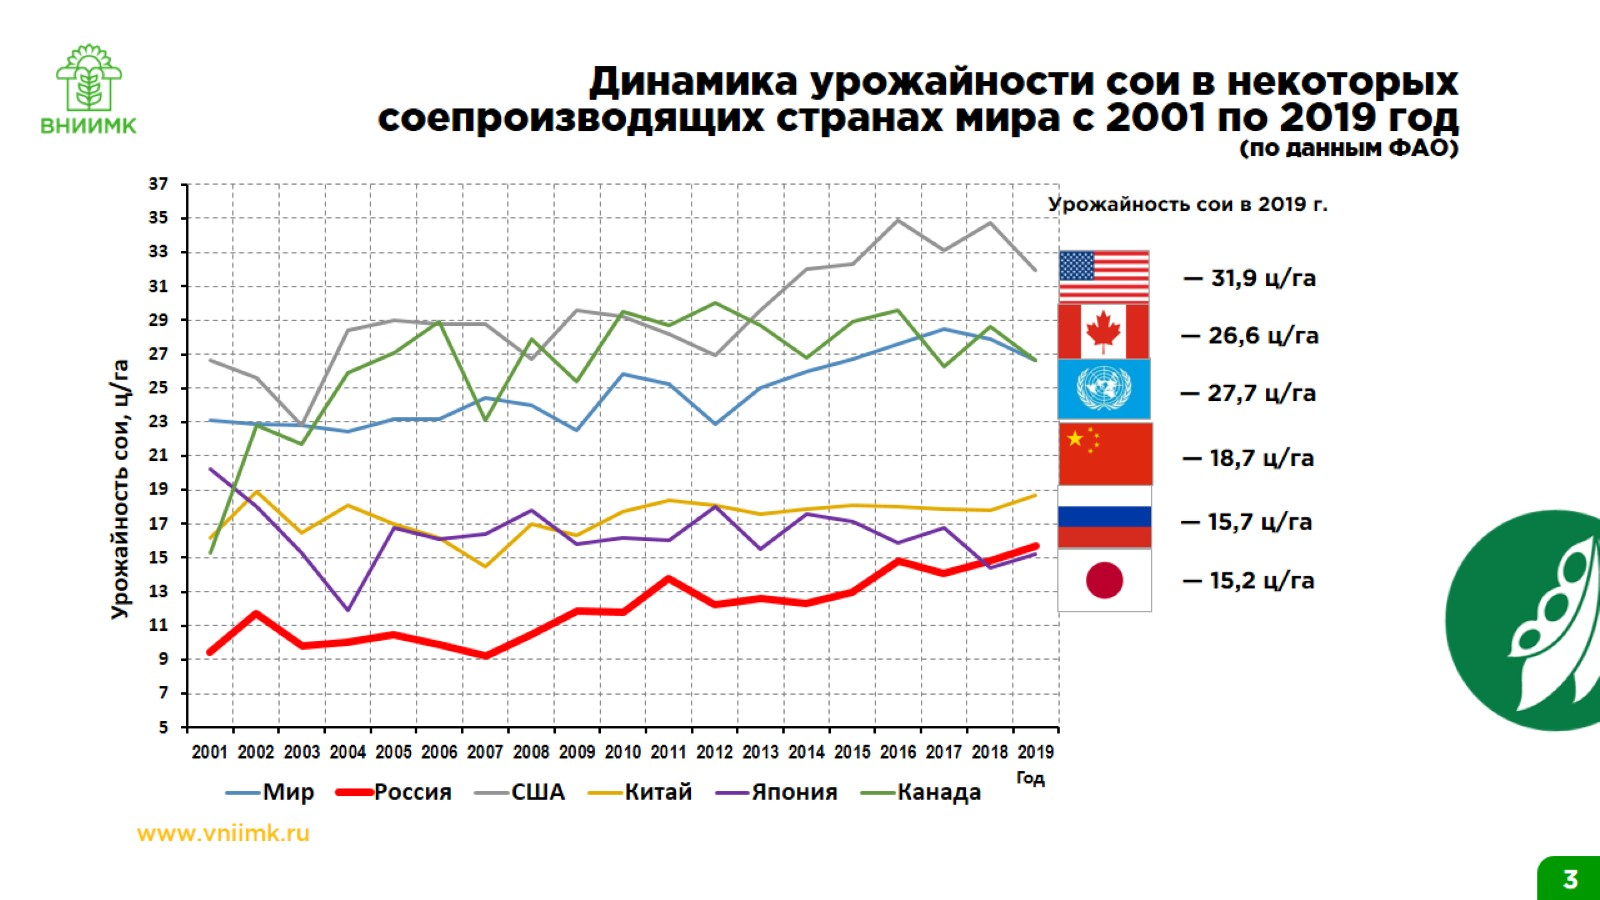 ВНИИМК
Динамика урожайности сои в некоторых
соепроизводящих странах мира с 2001 по 2019 год
(по данным ФАО)
Урожайность сои, ц/га
37
35
33
31
29
27
25
23
21
19
17
15
13
11
9
7
5
2001 2002 2003 2004 2005 2006 2007 2008 2009 2010 2011 2012 2013 2014 2015 2016 2017 2018 2019
Год
Мир Россия США Китай Япония Канада
Урожайность сои в 2019 г.
— 31,9 ц/га
— 26,6 ц/га
— 27,7 ц/га
— 18,7 ц/га
— 15,7 ц/га
— 15,2 ц/га
www.vniimk.ru
3